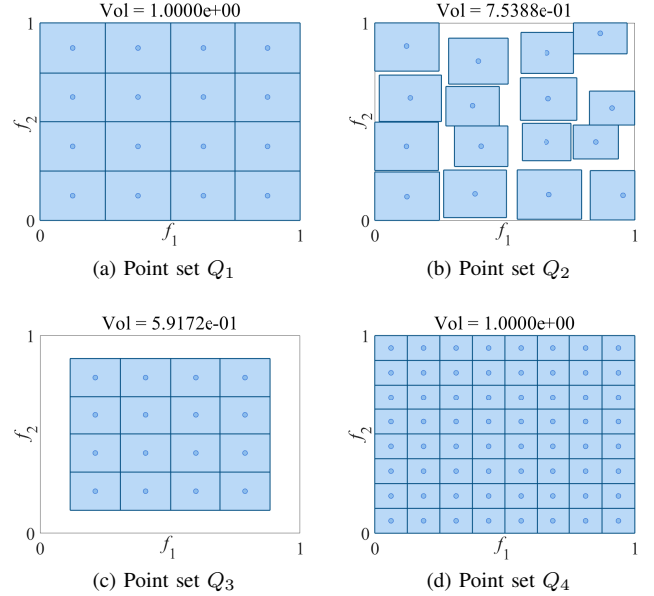 Vol = 1.0000e+00
1
f2
0
0
f1
1
(a) Point set Q1
Vol = 7.5388e-01
1
f2
0
0
f1
1
(b) Point set Q2
Vol = 5.9172e-01
1
f2
0
0
f1
1
(c) Point set Q3
Vol = 1.0000e+00
1
f2
0
0
f1
1
(d) Point set Q4